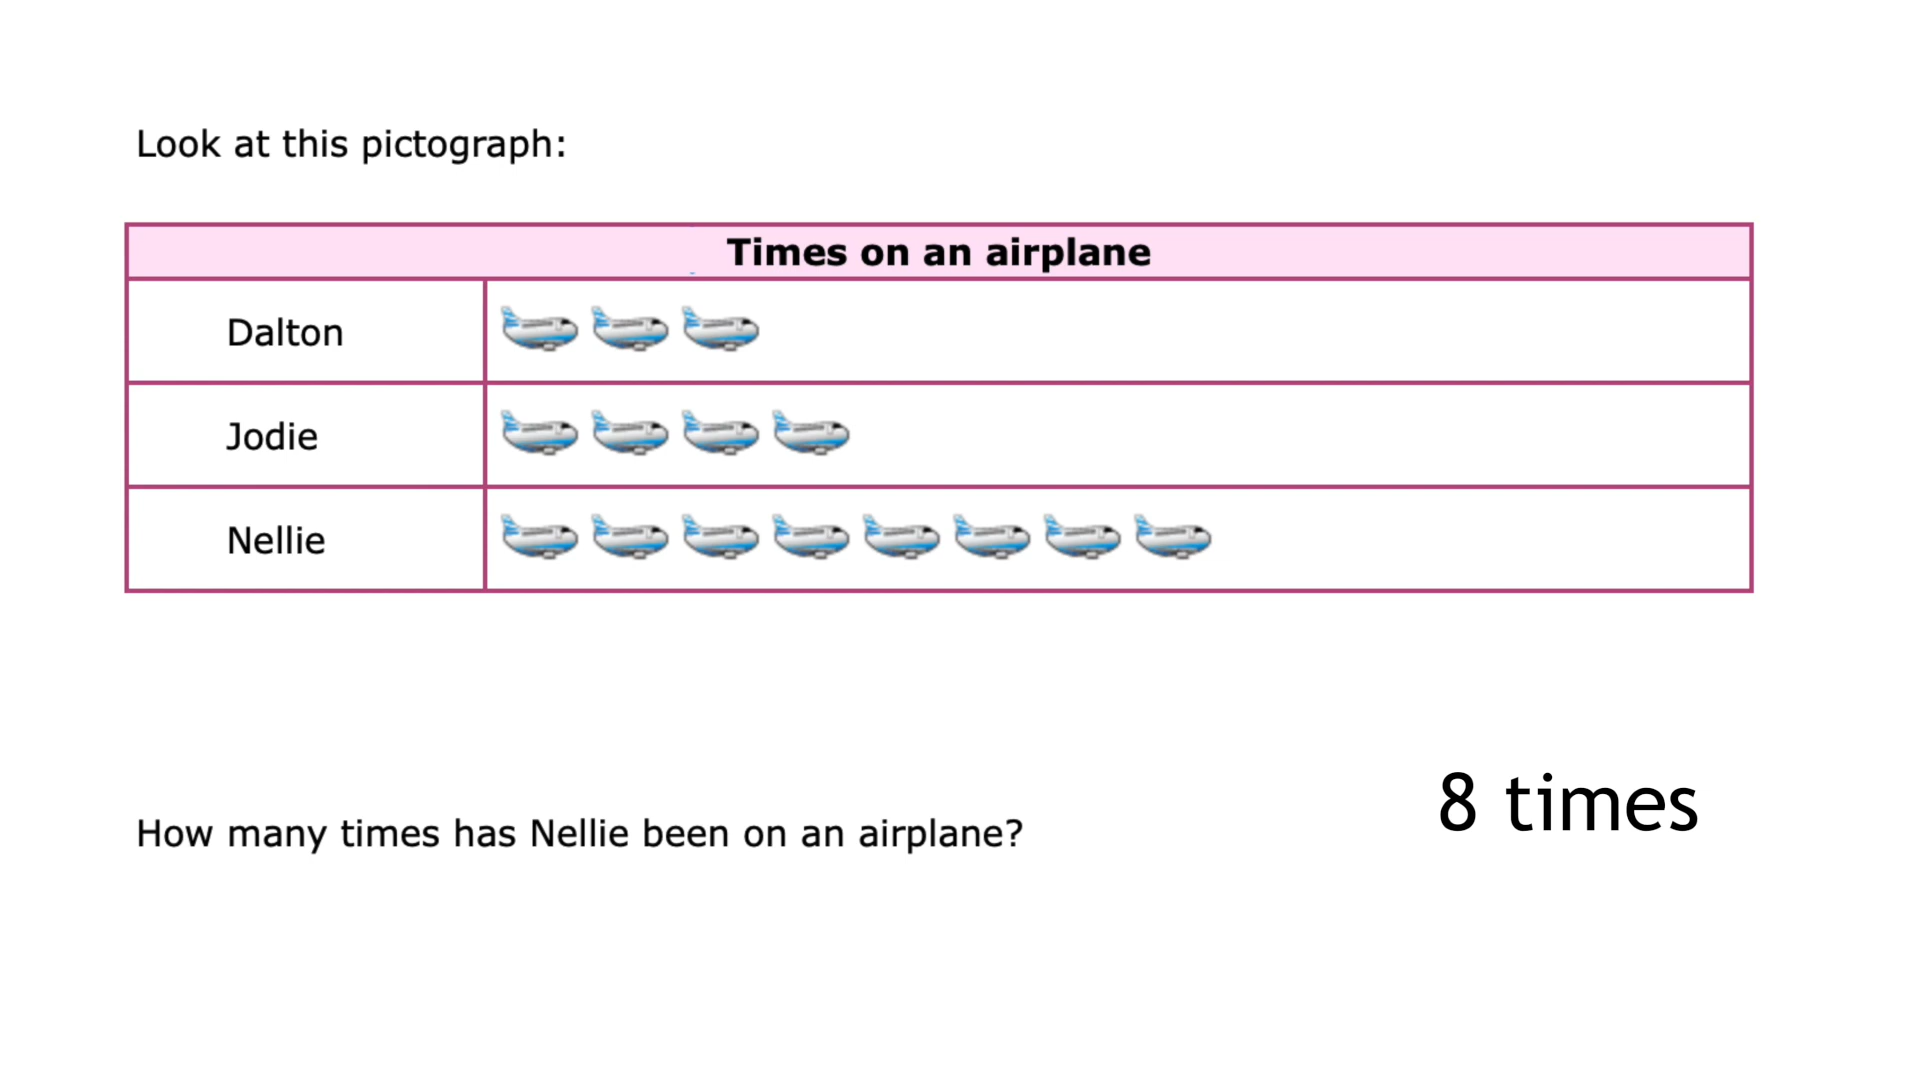 Look at this pictograph:
Times on an airplane
Dalton
Jodie
Nellie
8 times
How many times has Nellie been on an airplane?